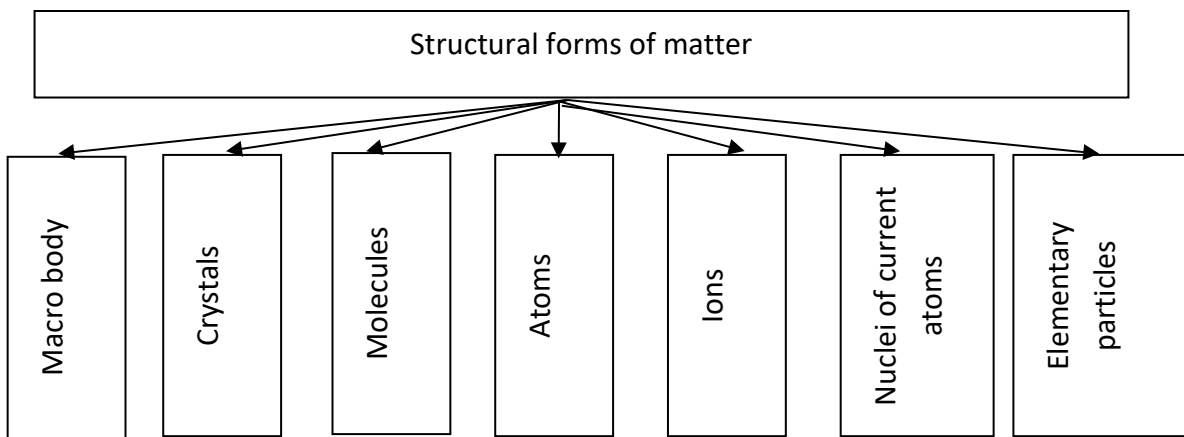 Structural forms of matter
Macro body
Crystals
Molecules
Atoms
Ions
Nuclei of current
atoms
Elementary
particles